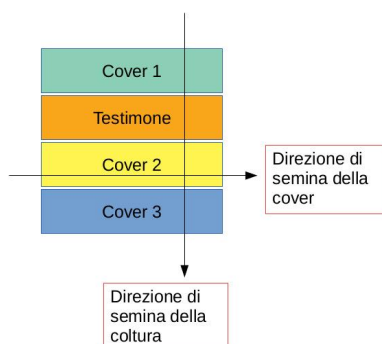 Cover 1
Testimone
Cover 2
Cover 3
Direzione di
semina della
cover
Direzione di
semina della
coltura